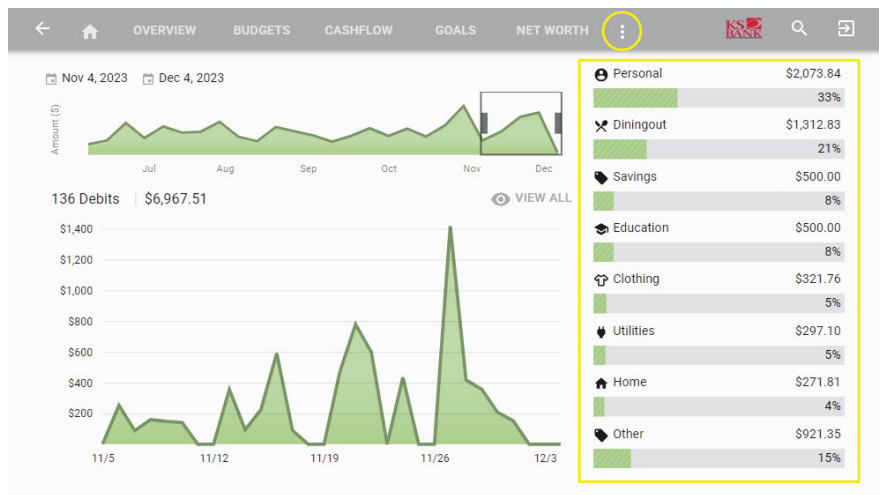 OVERVIEW BUDGETS CASHFLOW GOALS NET WORTH KS BANK
Nov 4, 2023 Dec 4, 2023
Amount ($)
Jul Aug Sep Oct Nov Dec
136 Debits | $6,967.51 VIEW ALL
$1,400
$1,200
$1,000
$800
$600
$400
$200
11/5 11/12 11/19 11/26 12/3
Personal $2,073.84
33%
Diningout $1,312.83
21%
Savings $500.00
8%
Education $500.00
8%
Clothing $321.76
5%
Utilities $297.10
5%
Home $271.81
4%
Other $921.35
15%